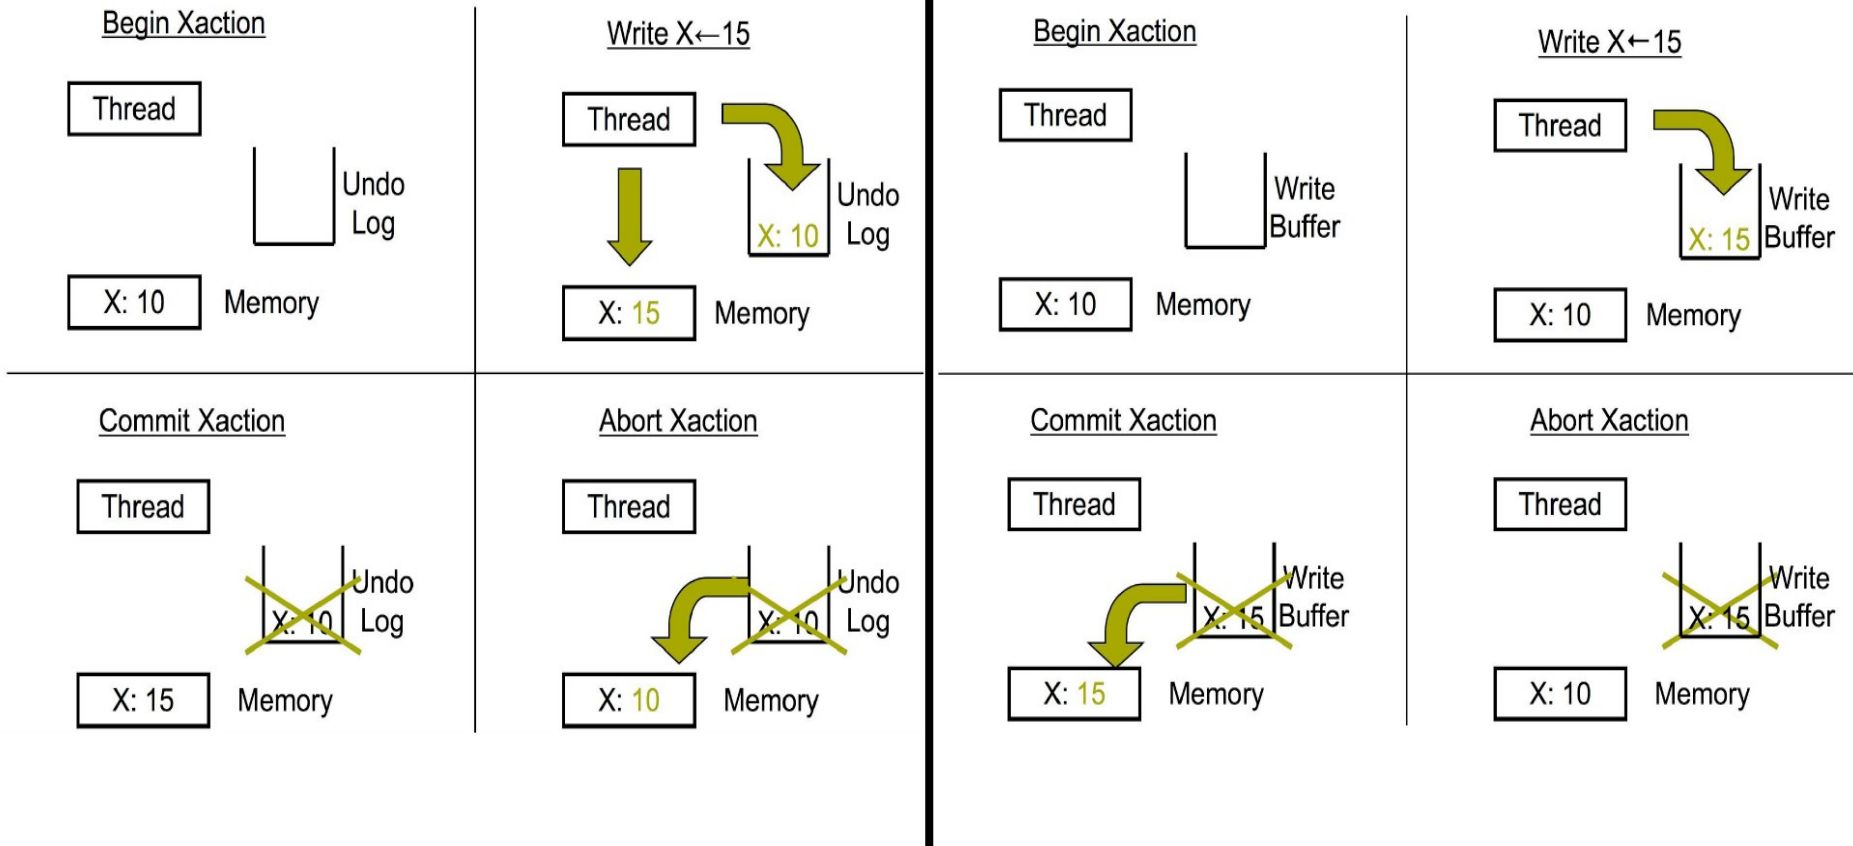 Begin Xaction
Thread
Undo
Log
X: 10
Memory
Write X←15
Thread
Undo
X: 10
Log
X: 15
Memory
Commit Xaction
Thread
Undo
X: 10
Log
X: 15
Memory
Abort Xaction
Thread
Undo
X: 10
Log
X: 10
Memory
Begin Xaction
Thread
Write
Buffer
X: 10
Memory
Write X←15
Thread
Write
X: 15
Buffer
X: 10
Memory
Commit Xaction
Thread
Write
X: 15
Buffer
X: 15
Memory
Abort Xaction
Thread
Write
X: 15
Buffer
X: 10
Memory